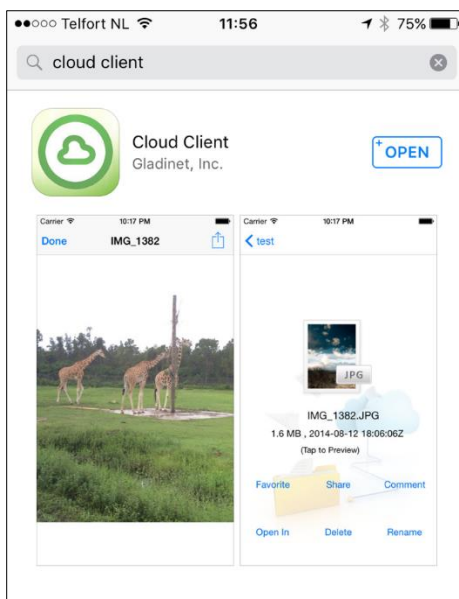 Telfort NL 11:56 75%
cloud client
Cloud Client
Gladinet, Inc.
+ OPEN
Carrier 10:17 PM
Done IMG_1382
Carrier 10:17 PM
test
JPG
IMG_1382.JPG
1.6 MB , 2014-08-12 18:06:06Z
(Tap to Preview)
Favorite Share Comment
Open In Delete Rename